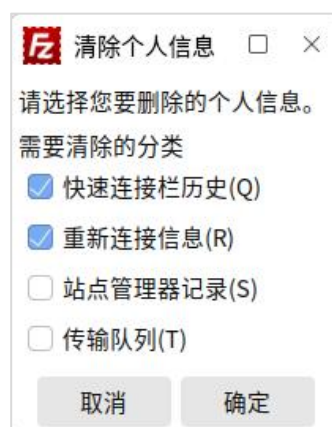 Fz 清除个人信息
请选择您要删除的个人信息。
需要清除的分类
快速连接栏历史(Q)
重新连接信息(R)
站点管理器记录(S)
传输队列(T)
取消 确定